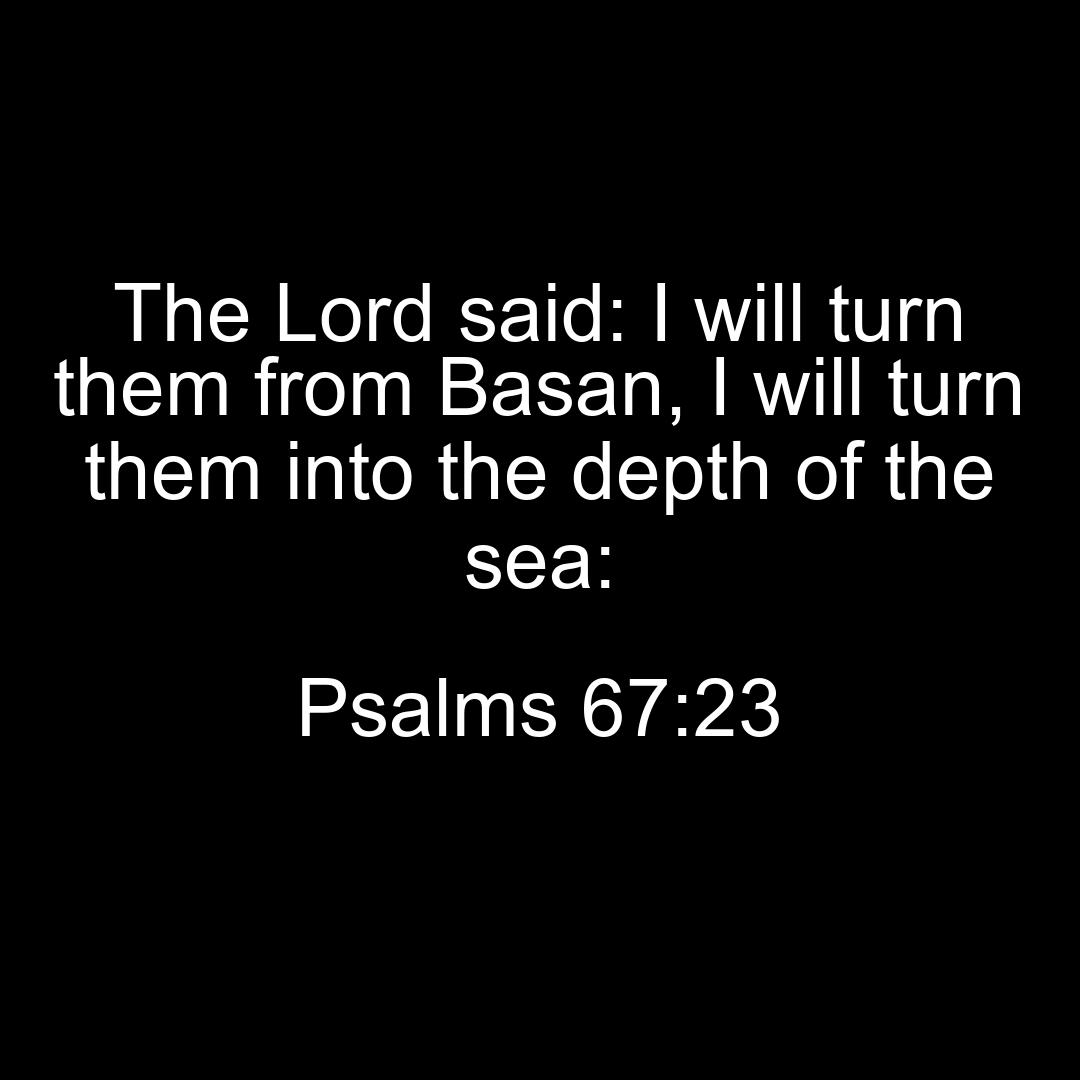 The Lord said: I will turn
them from Basan, I will turn
them into the depth of the
sea:
Psalms 67:23